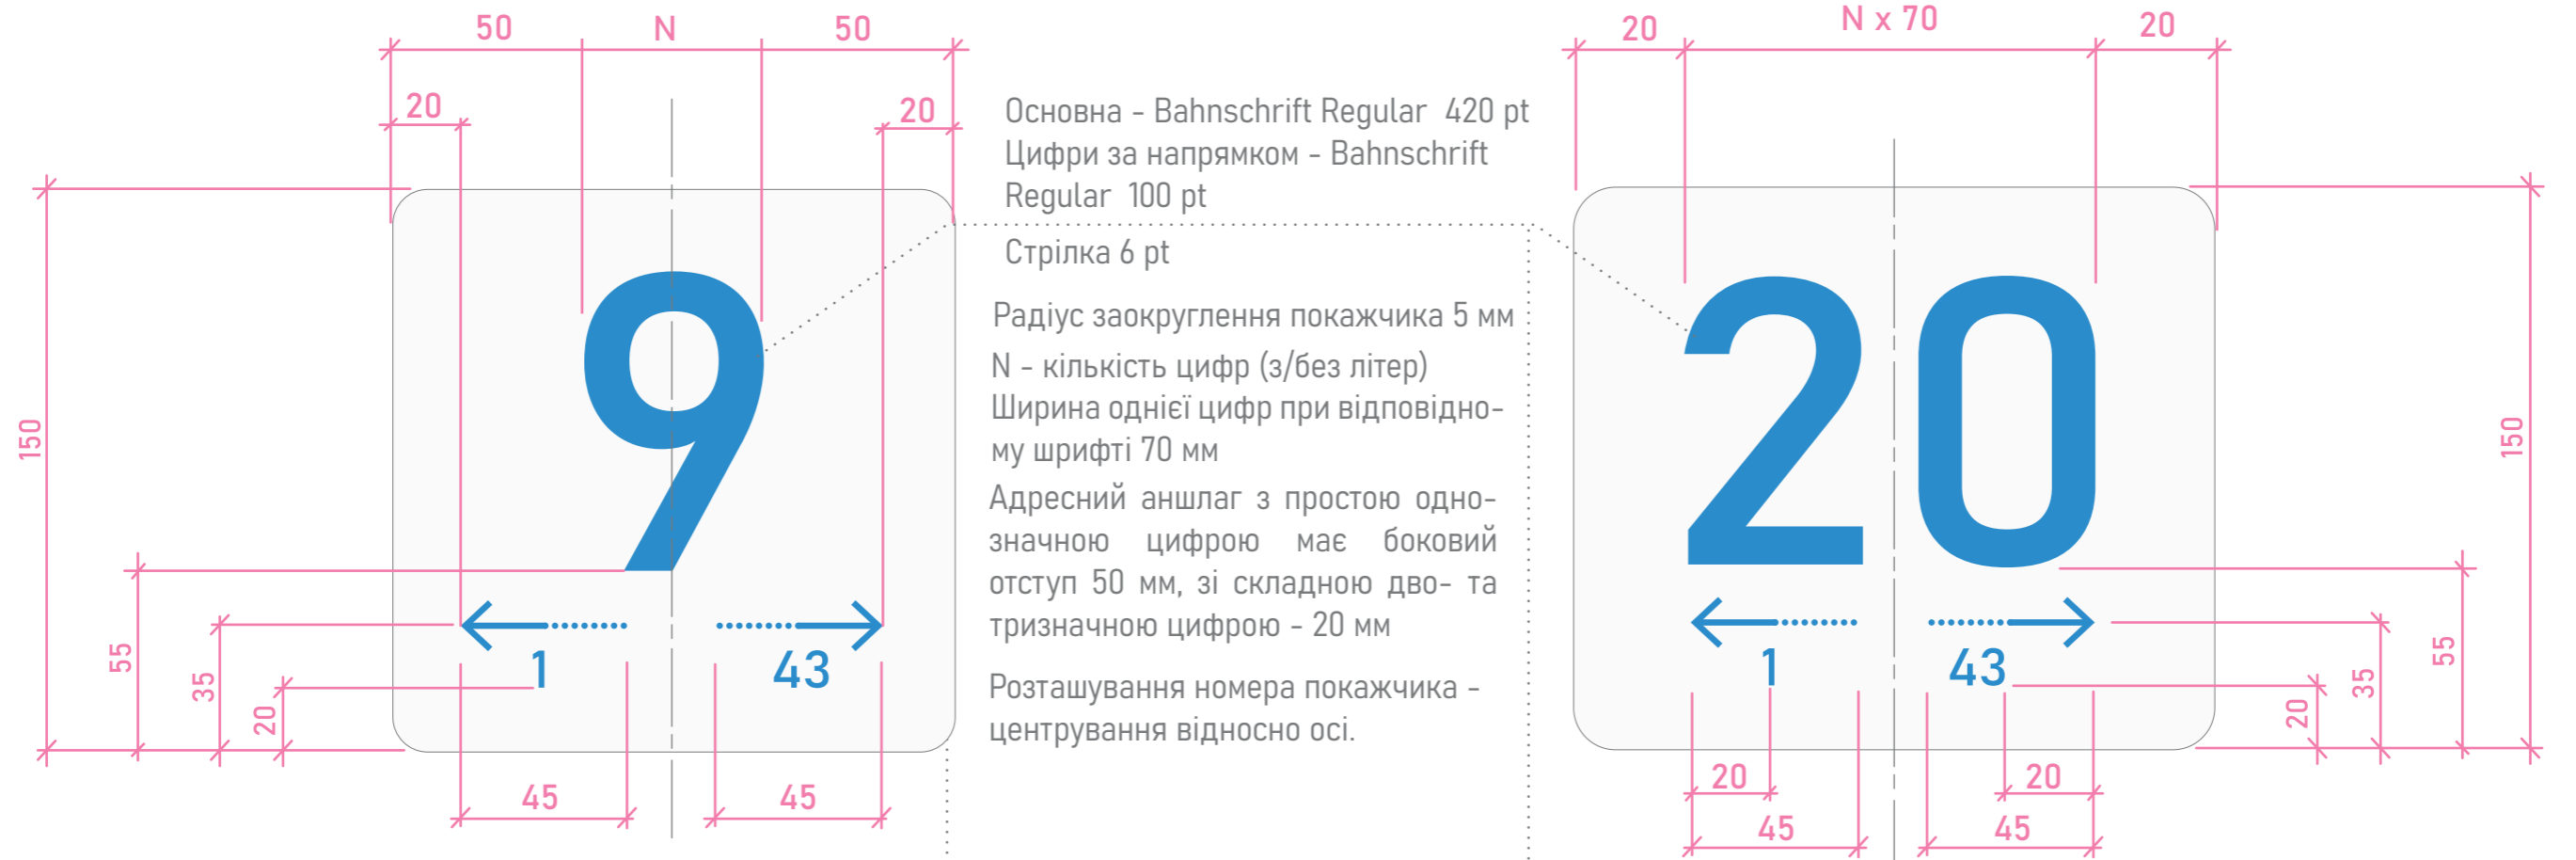 50 N 50
20 20
150
9
55
35
20
1 43
45 45
Основна - Bahnschrift Regular 420 pt
Цифри за напрямком - Bahnschrift
Regular 100 pt
Стрілка 6 pt
Радіус заокруглення покажчика 5 мм
N - кількість цифр (з/без літер)
Ширина однієї цифр при відповідно-
му шрифті 70 мм
Адресний аншлаг з простою одно-
значною цифрою має боковий
отступ 50 мм, зі складною дво- та
тризначною цифрою - 20 мм
Розташування номера покажчика -
центрування відносно осі.
20 N x 70 20
150
20
55
35
20
1 43
20 20
45 45